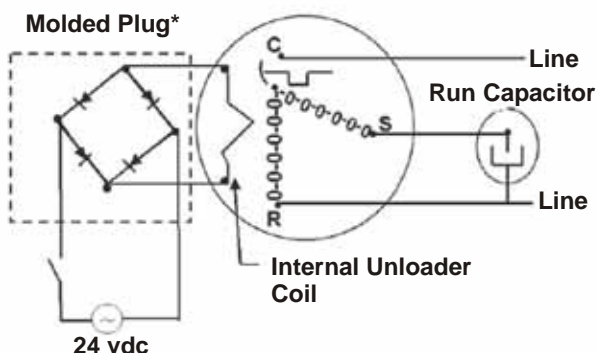 Molded Plug*
C
Line
Run Capacitor
S
Line
R
Internal Unloader
Coil
24 vdc